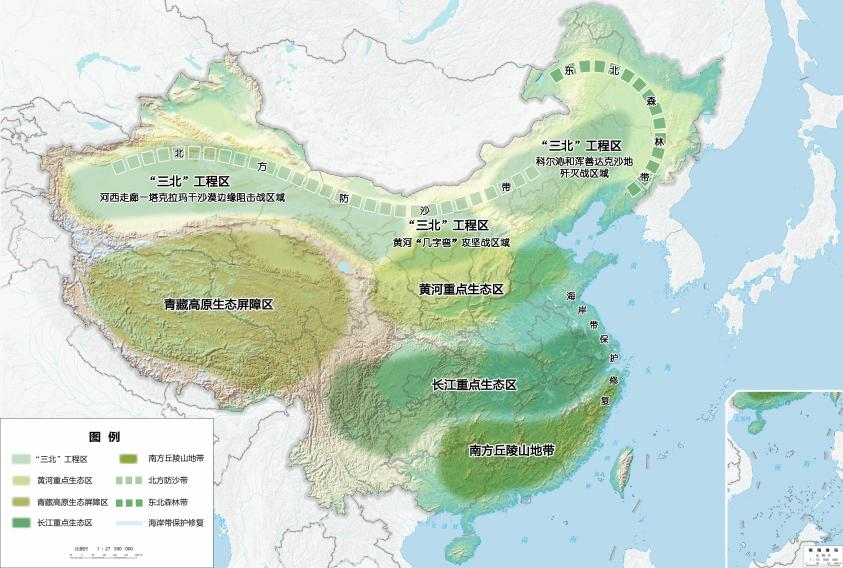 东北森林带
北方防沙带
“三北”工程区
科尔沁和浑善达克沙地
歼灭战区域
“三北”工程区
河西走廊—塔克拉玛干沙漠边缘阻击战区域
“三北”工程区
黄河“几字弯”攻坚战区域
黄河重点生态区
青藏高原生态屏障区
海岸带保护修复
长江重点生态区
南方丘陵山地带
图 例
“三北”工程区
南方丘陵山地带
黄河重点生态区
北方防沙带
青藏高原生态屏障区
东北森林带
长江重点生态区
海岸带保护修复
比例尺 1：27 500 000
南海诸岛